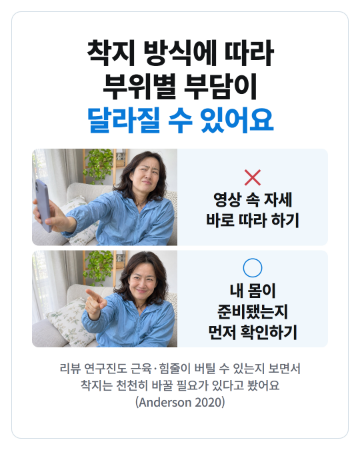 착지 방식에 따라
부위별 부담이
달라질 수 있어요
영상 속 자세
바로 따라 하기
내 몸이
준비됐는지
먼저 확인하기
리뷰 연구진도 근육·힘줄이 버틸 수 있는지 보면서
착지는 천천히 바꿀 필요가 있다고 봤어요
(Anderson 2020)